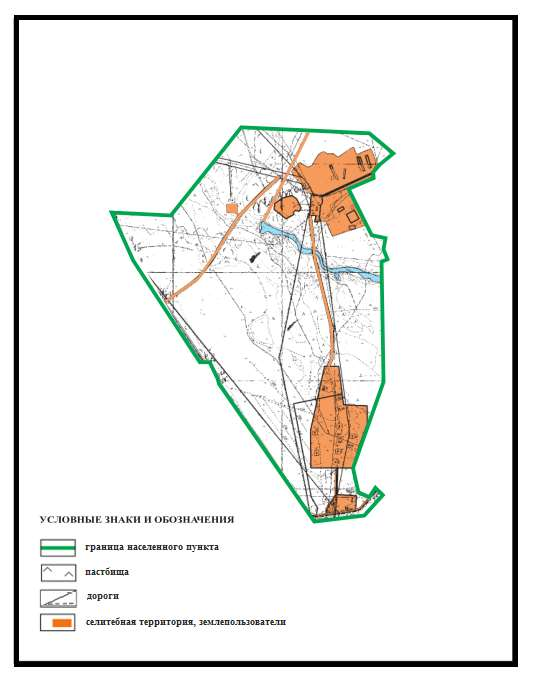 УСЛОВНЫЕ ЗНАКИ И ОБОЗНАЧЕНИЯ
граница населенного пункта
пастбища
дороги
селитебная территория, землепользователи